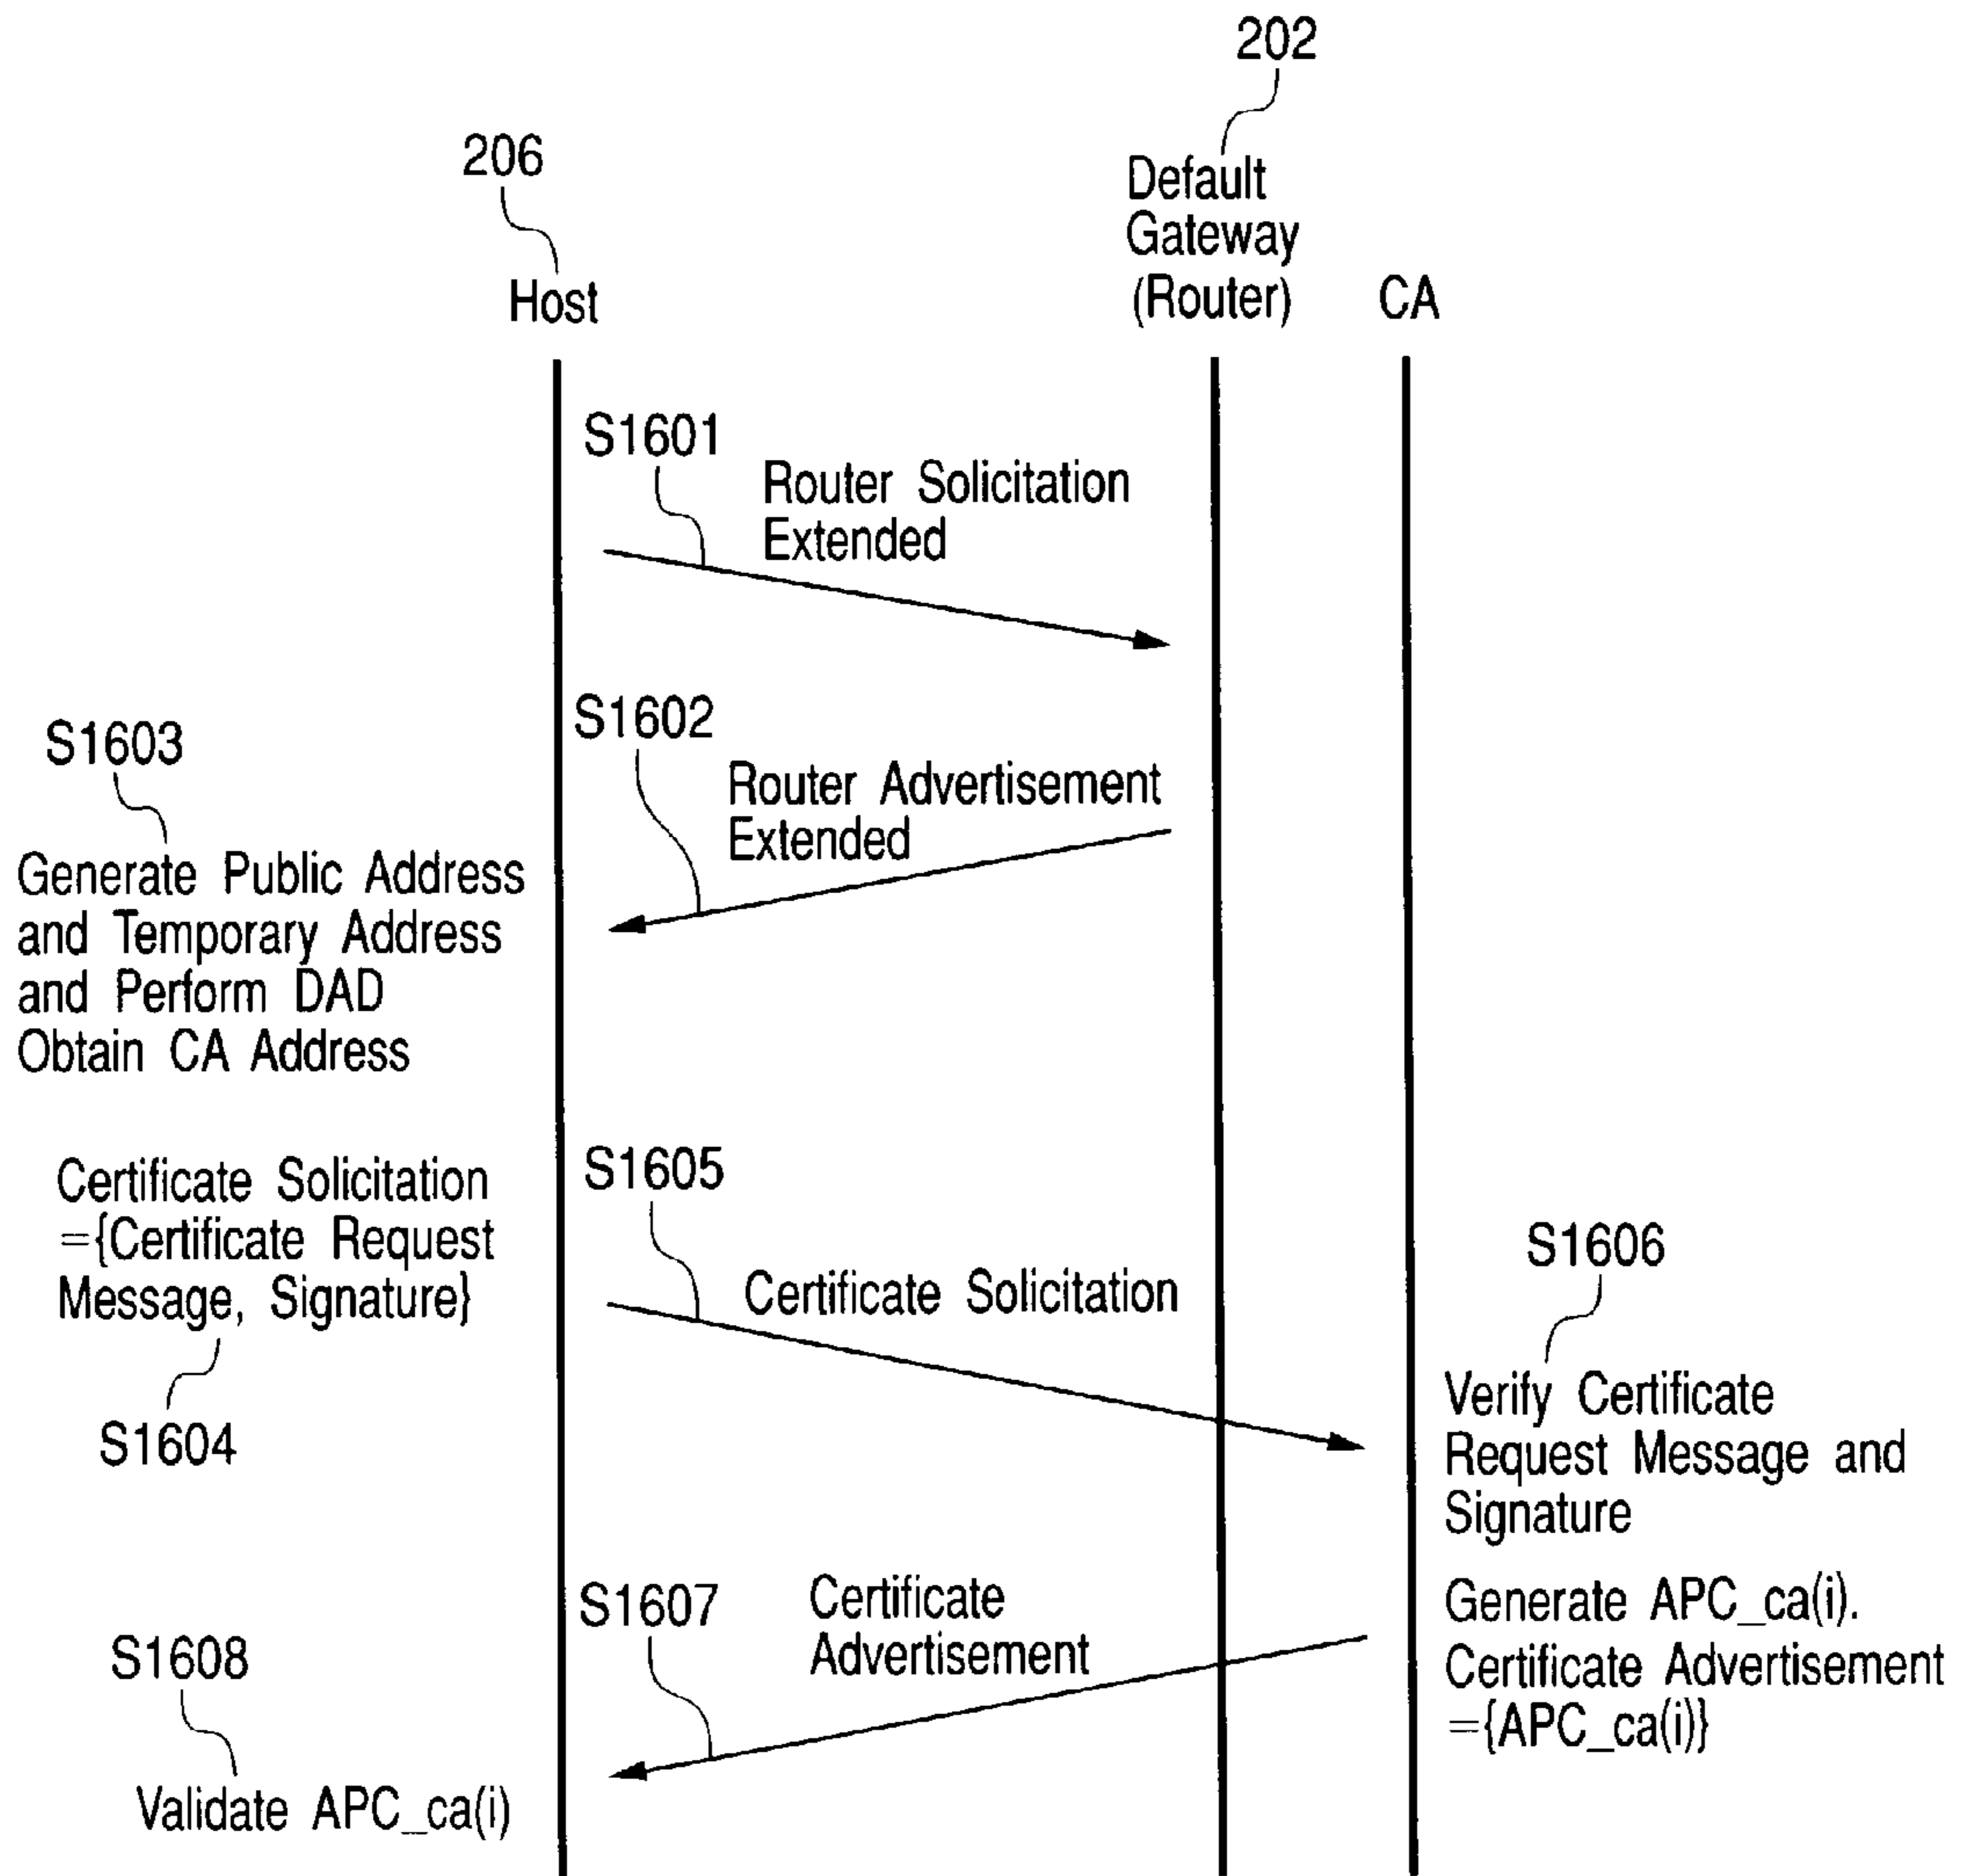 202
206
Default
Gateway
(Router)
Host
CA
S1601
Router Solicitation
Extended
S1602
S1603
Router Advertisement
Extended
Generate Public Address
and Temporary Address
and Perform DAD
Obtain CA Address
Certificate Solicitation
={Certificate Request
Message, Signature}
S1604
S1605
Certificate Solicitation
S1606
Verify Certificate
Request Message and
Signature
Generate APC_ca(i).
Certificate Advertisement
={APC_ca(i)}
S1607
Certificate
Advertisement
S1608
Validate APC_ca(i)